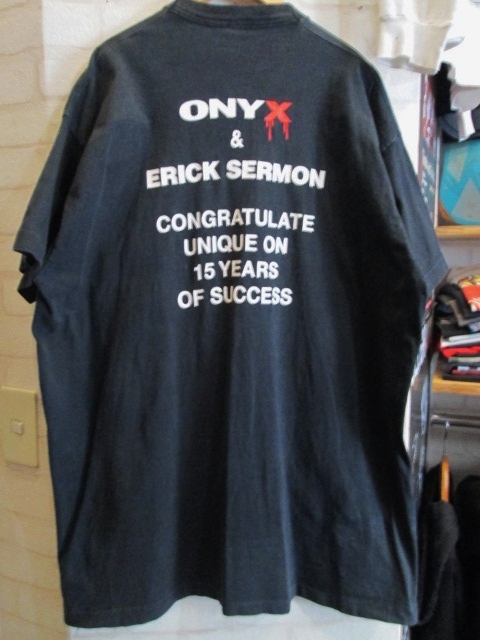 ONYX
&
ERICK SERMON
CONGRATULATE
UNIQUE ON
15 YEARS
OF SUCCESS